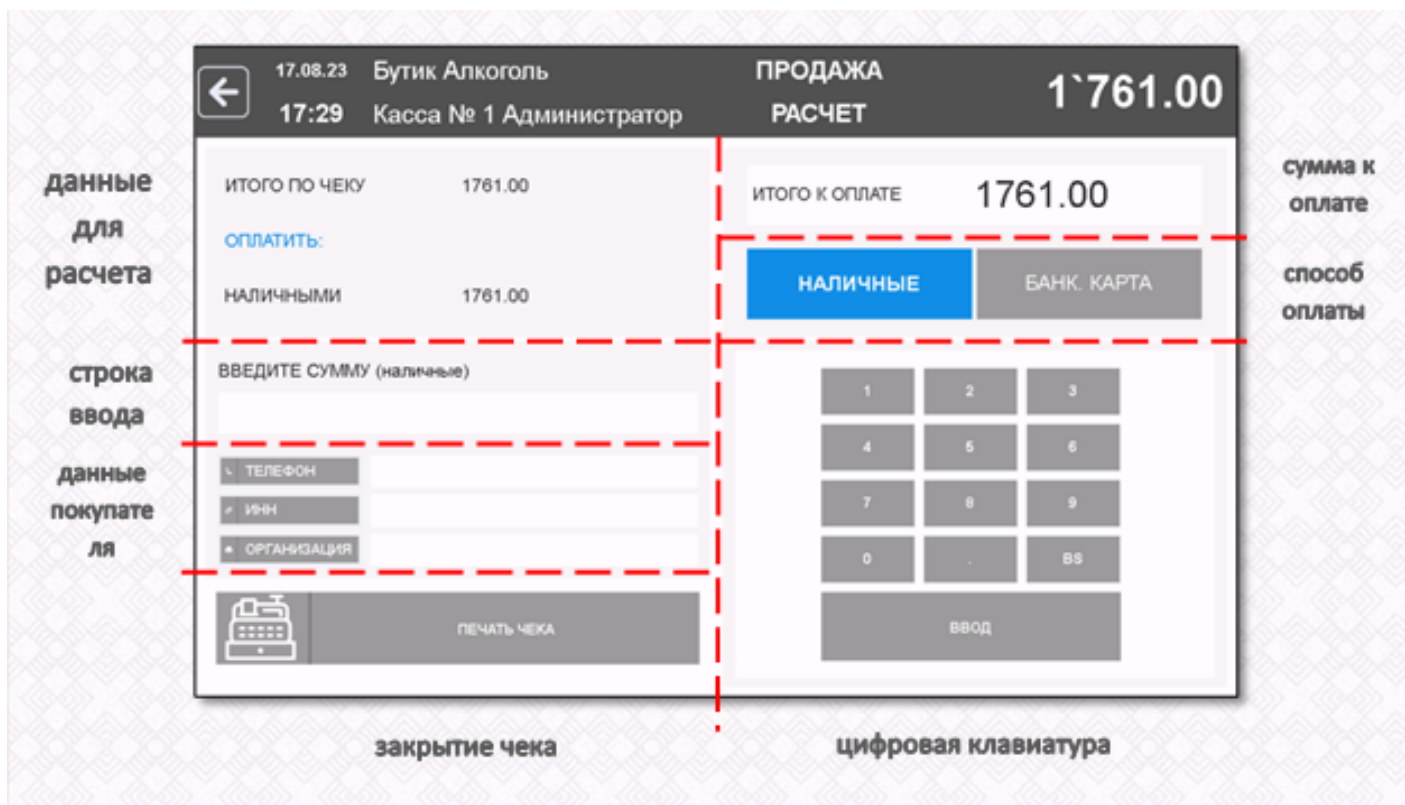 17.08.23 Бутик Алкоголь ПРОДАЖА
17:29 Касса № 1 Администратор РАСЧЕТ
1`761.00
данные
для
расчета
ИТОГО ПО ЧЕКУ 1761.00
ОПЛАТИТЬ:
НАЛИЧНЫМИ 1761.00
ИТОГО К ОПЛАТЕ 1761.00
сумма к
оплате
НАЛИЧНЫЕ БАНК. КАРТА
способ
оплаты
строка
ввода
ВВЕДИТЕ СУММУ (наличные)
данные
покупате
ля
ТЕЛЕФОН
ИНН
ОРГАНИЗАЦИЯ
ПЕЧАТЬ ЧЕКА
1 2 3
4 5 6
7 8 9
0 . BS
ВВОД
закрытие чека
цифровая клавиатура